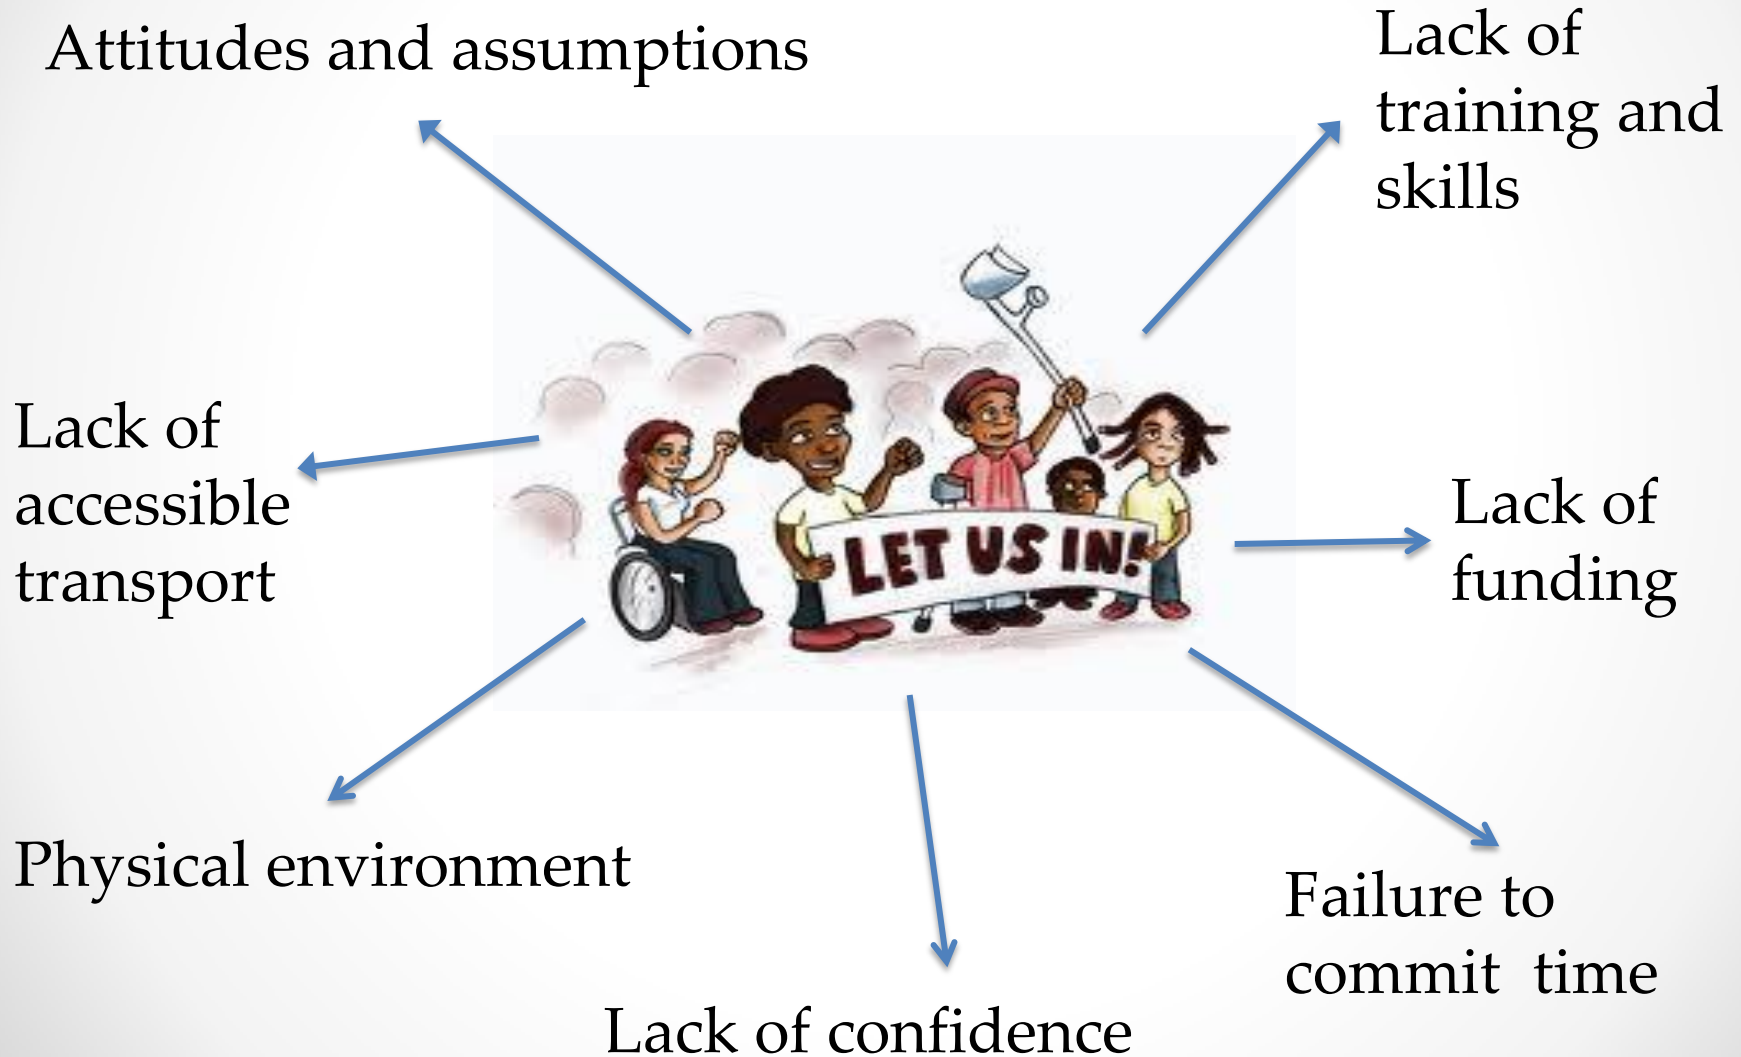 Attitudes and assumptions
Lack of
training and
skills
Lack of
accessible
transport
LET US IN!
Lack of
funding
Physical environment
Failure to
commit  time
Lack of confidence